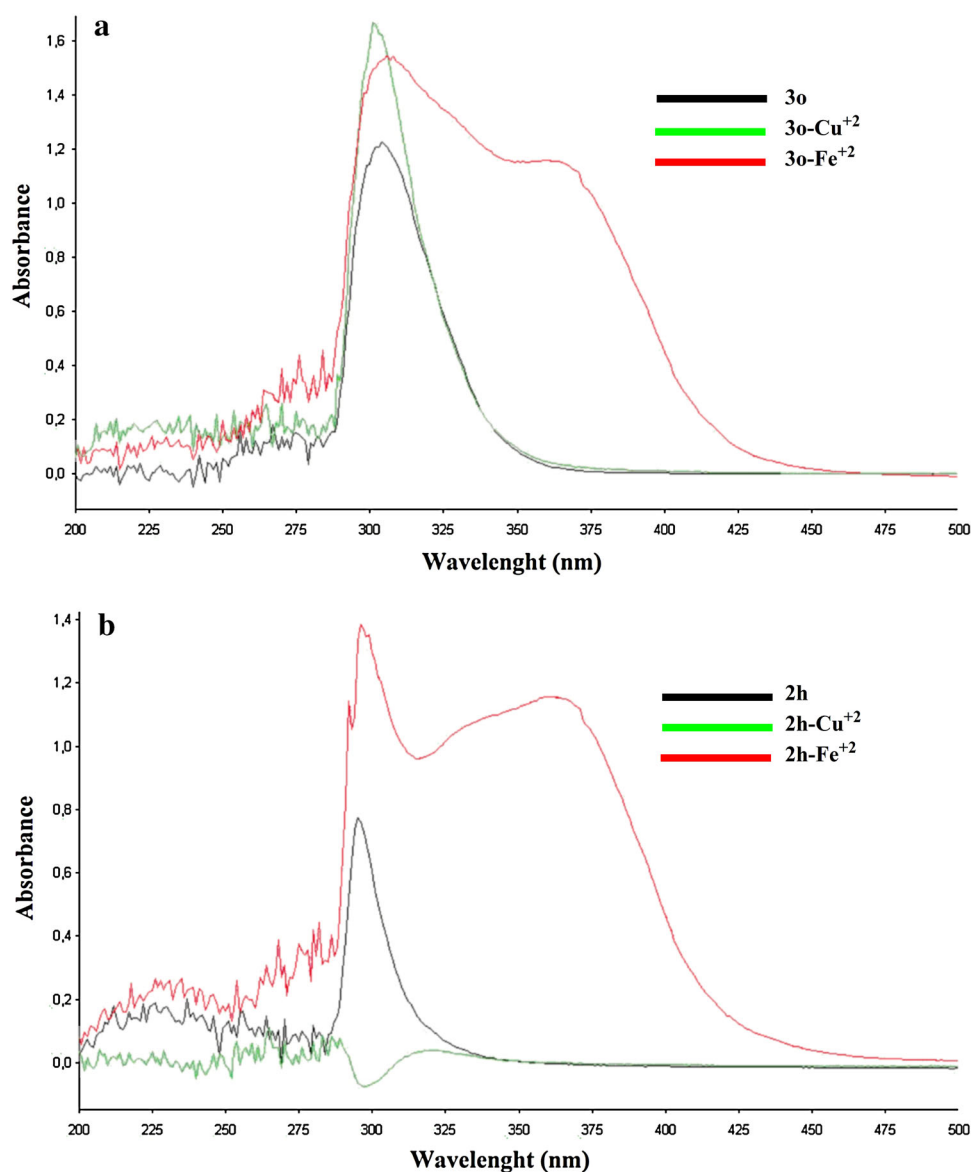 a
1,6
1,4
1,2
1,0
0,8
0,6
0,4
0,2
0,0
Absorbance
3o
3o-Cu+2
3o-Fe+2
200 225 250 275 300 325 350 375 400 425 450 475 500
Wavelenght (nm)
b
1,4
1,2
1,0
0,8
0,6
0,4
0,2
0,0
Absorbance
2h
2h-Cu+2
2h-Fe+2
200 225 250 275 300 325 350 375 400 425 450 475 500
Wavelenght (nm)